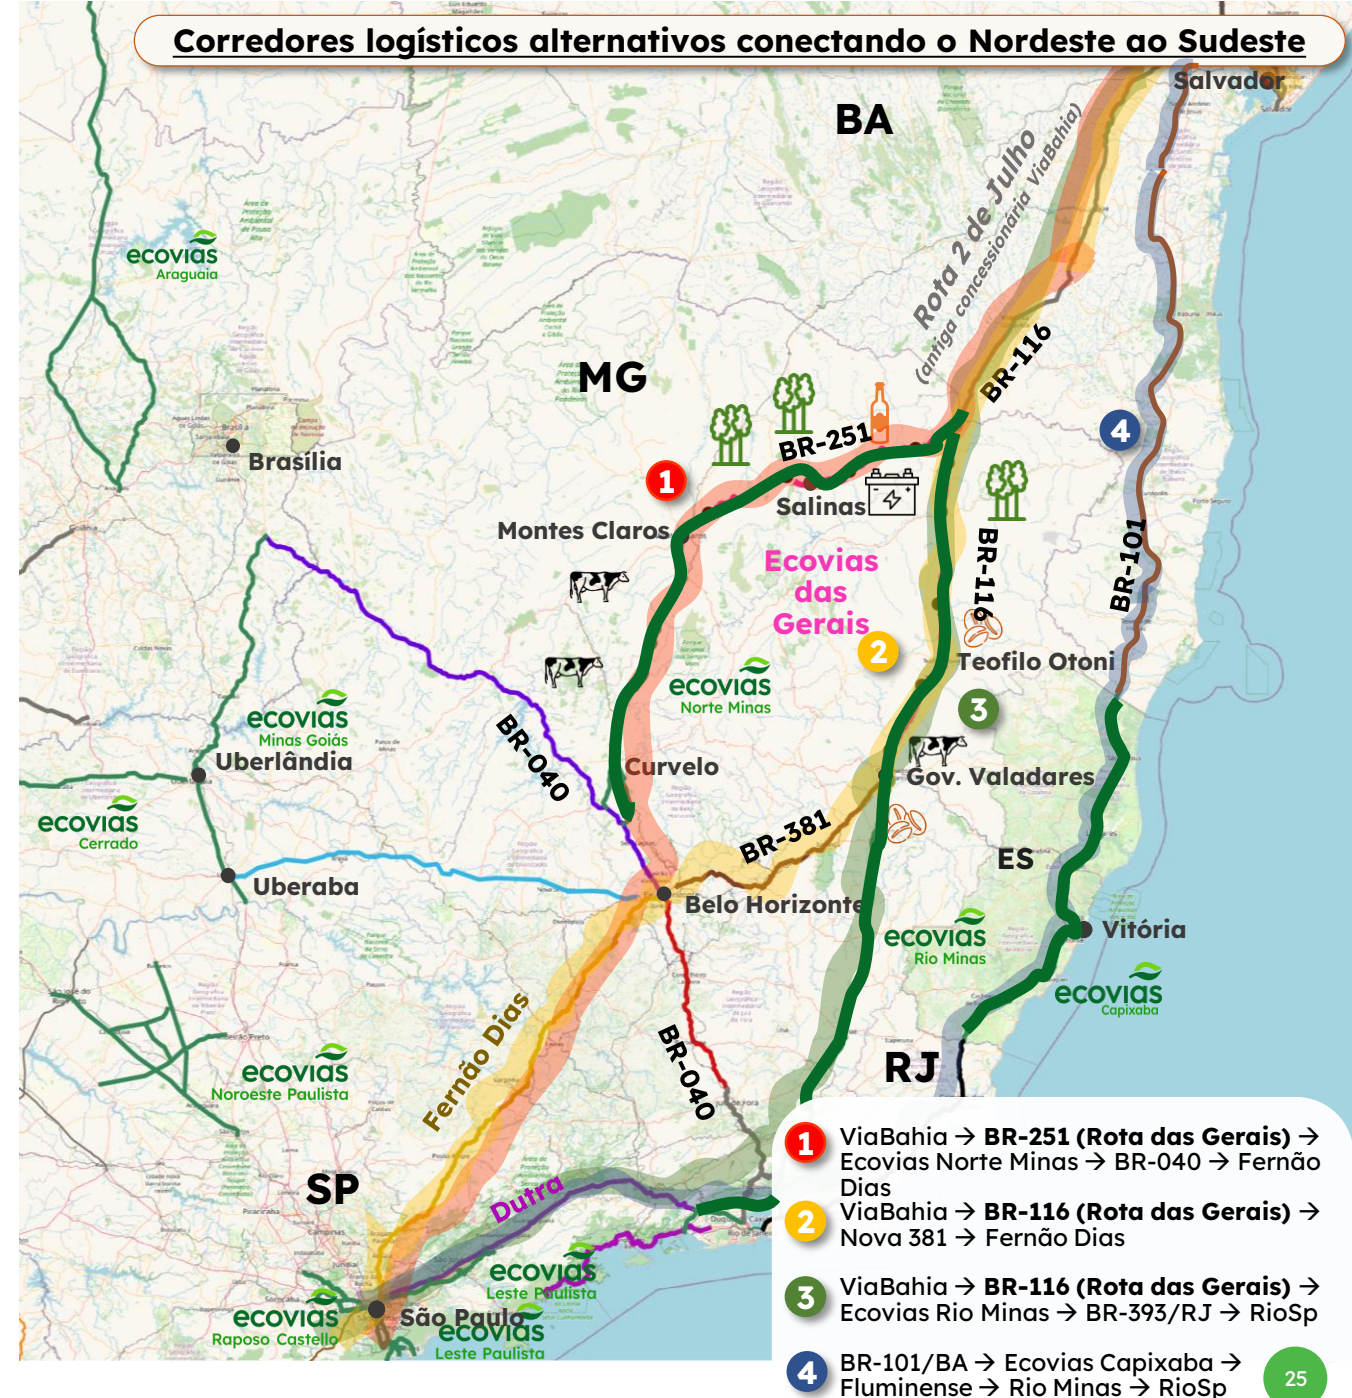 Corredores logísticos alternativos conectando o Nordeste ao Sudeste
Salvador
BA
Rota 2 de Julho
(antiga concessionária ViaBahia)
ecovias
Araguaia
BR-116
MG
BR-251
4
Brasília
1
Salinas
Montes Claros
BR-101
BR-116
Ecovias
das
Gerais
2
Teofilo Otoni
ecovias
Norte Minas
3
ecovias
Minas Goiás
BR-040
Uberlândia
Curvelo
Gov. Valadares
ecovias
Cerrado
BR-381
ES
Uberaba
Belo Horizonte
Vitória
ecovias
Rio Minas
ecovias
Capixaba
Fernão Dias
BR-040
ecovias
Noroeste Paulista
RJ
SP
Dutra
ecovias
Leste Paulista
ecovias
Raposo Castello
São Paulo
ecovias
Leste Paulista
1
ViaBahia → BR-251 (Rota das Gerais) →
Ecovias Norte Minas → BR-040 → Fernão
Dias
2
ViaBahia → BR-116 (Rota das Gerais) →
Nova 381 → Fernão Dias
3
ViaBahia → BR-116 (Rota das Gerais) →
Ecovias Rio Minas → BR-393/RJ → RioSp
4
BR-101/BA → Ecovias Capixaba →
Fluminense → Rio Minas → RioSp
25